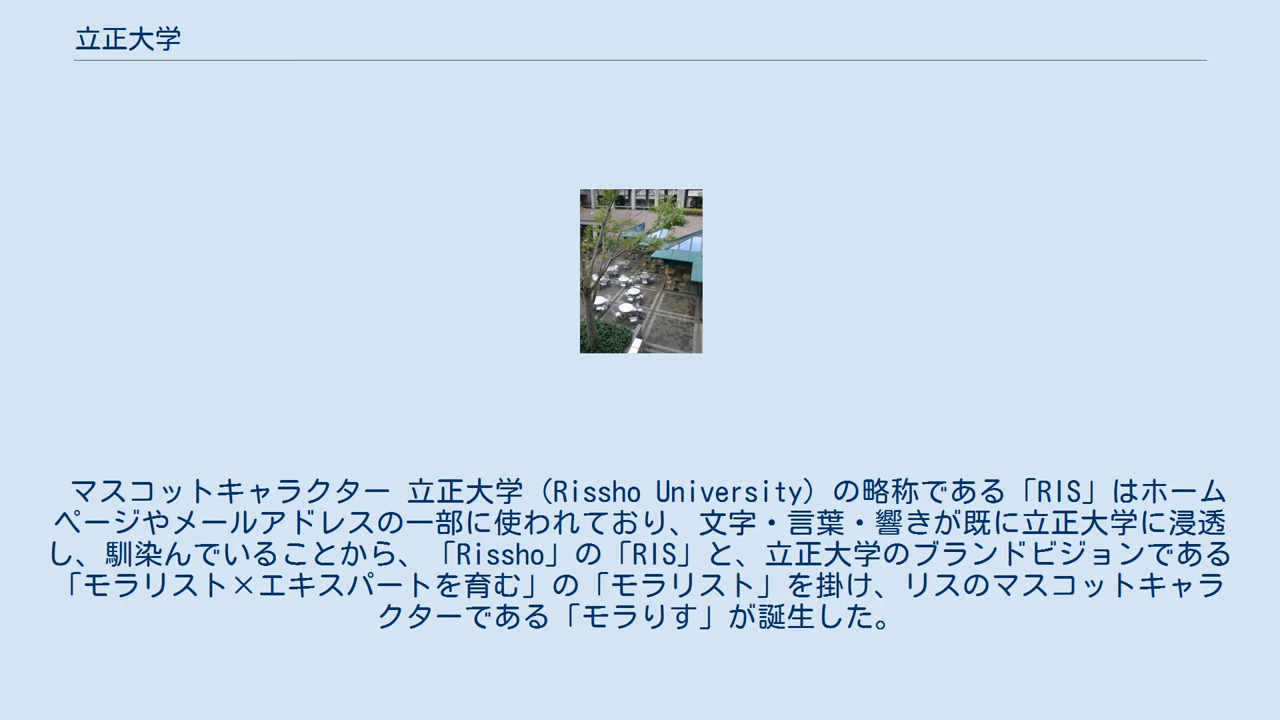 立正大学
マスコットキャラクター 立正大学（Rissho University）の略称である「RIS」はホーム
ページやメールアドレスの一部に使われており、文字・言葉・響きが既に立正大学に浸透
し、馴染んでいることから、「Rissho」の「RIS」と、立正大学のブランドビジョンである
「モラリスト×エキスパートを育む」の「モラリスト」を掛け、リスのマスコットキャラ
クターである「モラりす」が誕生した。